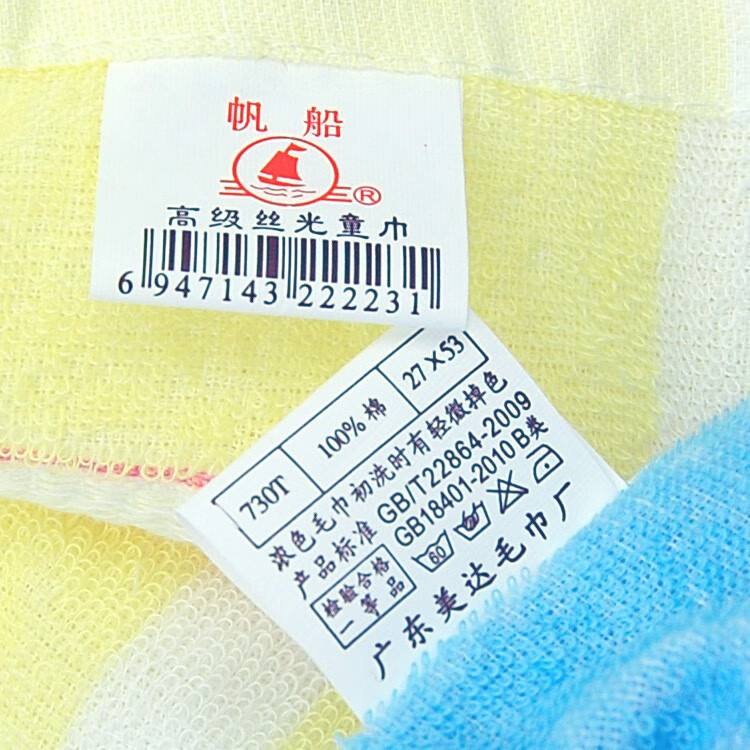 帆 船
®
高级丝光童巾
6 947143 222231
730T 100% 棉 27×53
浓色毛巾初洗时有轻微掉色
产品标准 GB/T22864-2009
GB18401-2010 B类
检验合格
一等品
60
广东美达毛巾厂